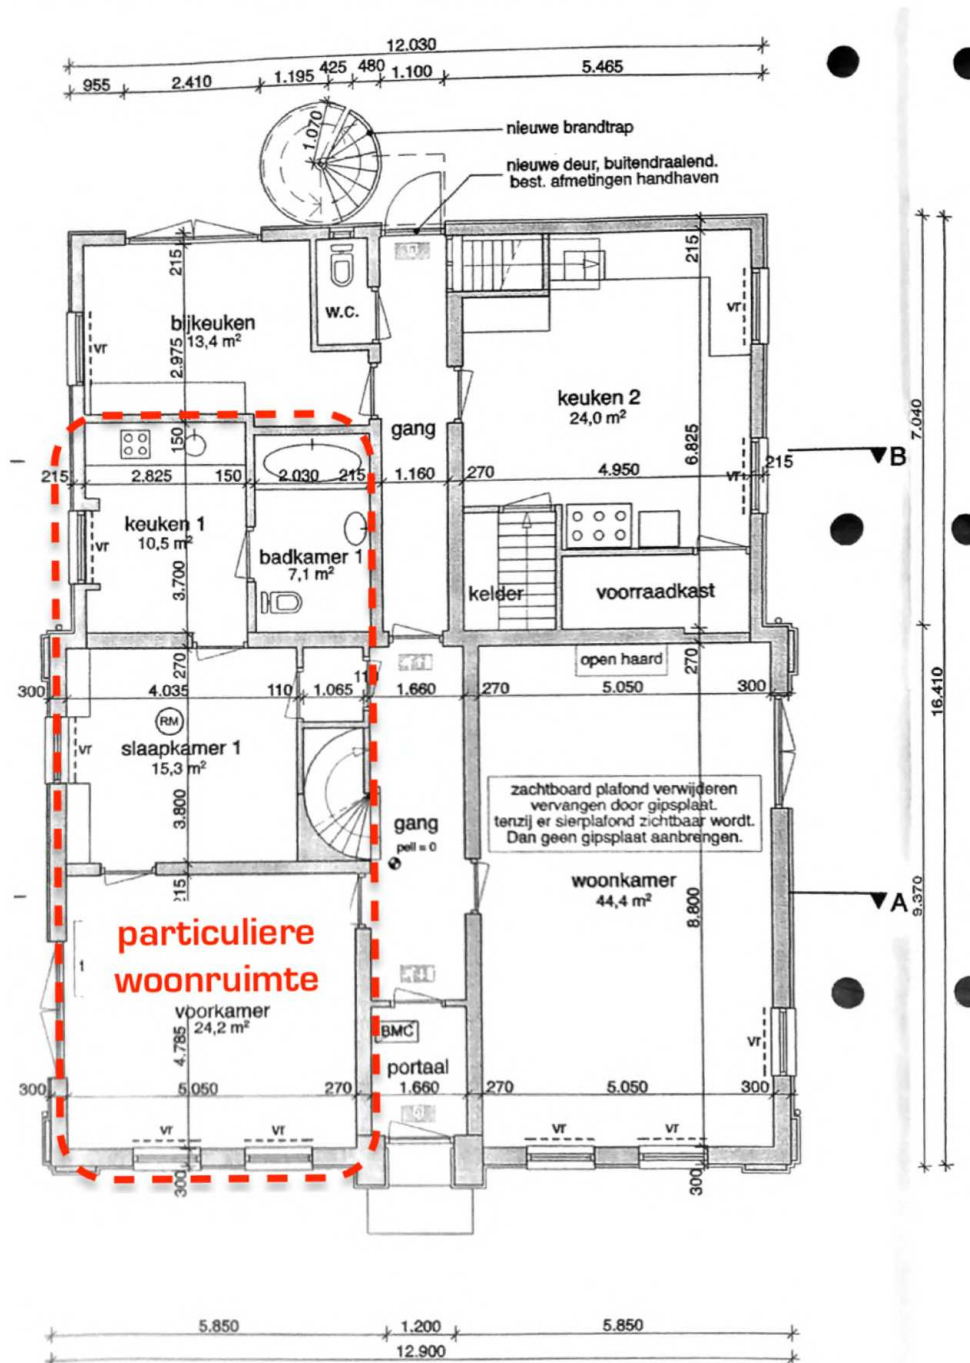 12.030
955
2.410
1.195
425
480
1.100
5.465
1.070
nieuwe brandtrap
nieuwe deur, buitendraalend.
best. afmetingen handhaven
215
215
w.c.
bijkeuken
13,4 m²
vr
vr
2.975
keuken 2
24,0 m²
gang
7.040
6.825
150
215
2.825
150
2.030
215
1.160
270
4.950
215
B
vr
keuken 1
10,5 m²
vr
badkamer 1
7,1 m²
3.700
kelder
voorraadkast
open haard
270
270
300
4.035
110
1.065
110
1.660
270
5.050
300
16.410
RM
vr
slaapkamer 1
15,3 m²
3.800
zachtboard plafond verwijderen
vervangen door gipsplaat.
tenzij er sierplafond zichtbaar wordt.
Dan geen gipsplaat aanbrengen.
gang
peil = 0
woonkamer
44,4 m²
8.800
A
9.370
215
particuliere
woonruimte
voorkamer
24,2 m²
4.785
BMC
portaal
vr
300
5.050
270
1.660
270
5.050
300
vr
vr
vr
vr
300
300
5.850
1.200
5.850
12.900